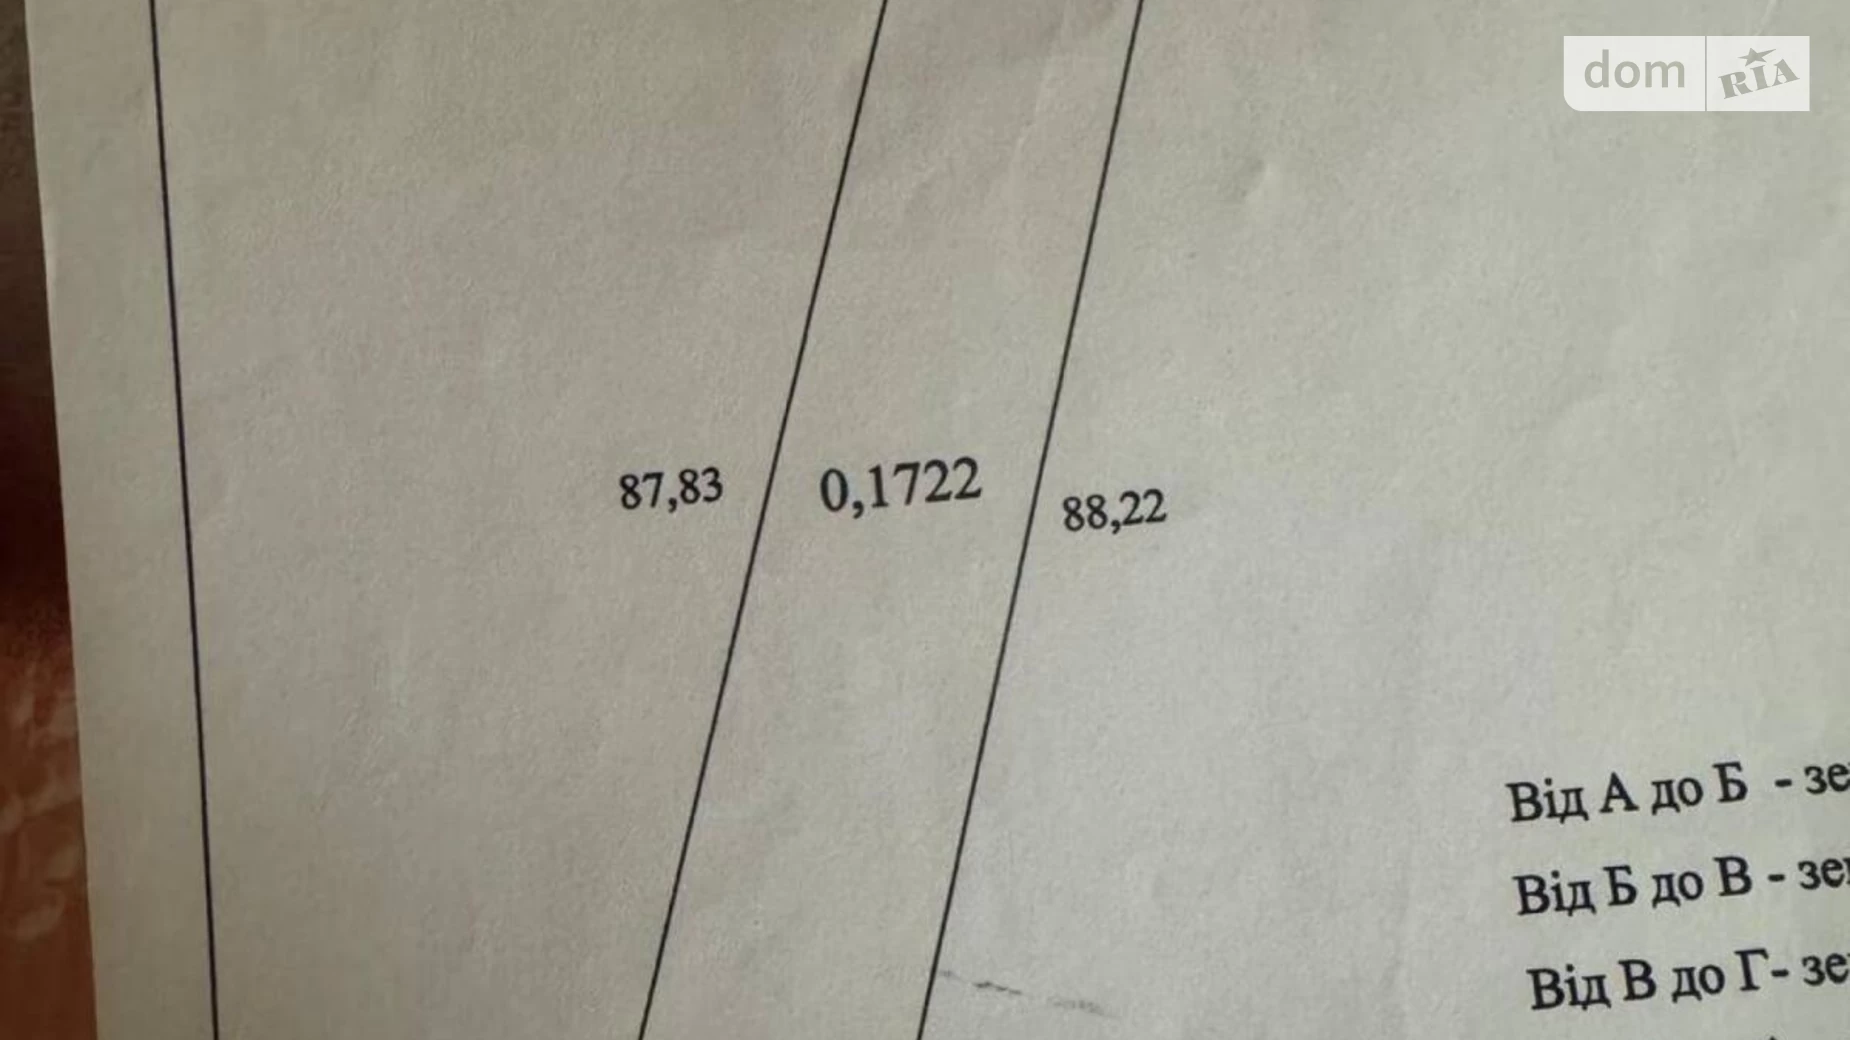 dom RIA
87,83
0,1722
88,22
Від А до Б - зе
Від Б до В - зе
Від В до Г- зе